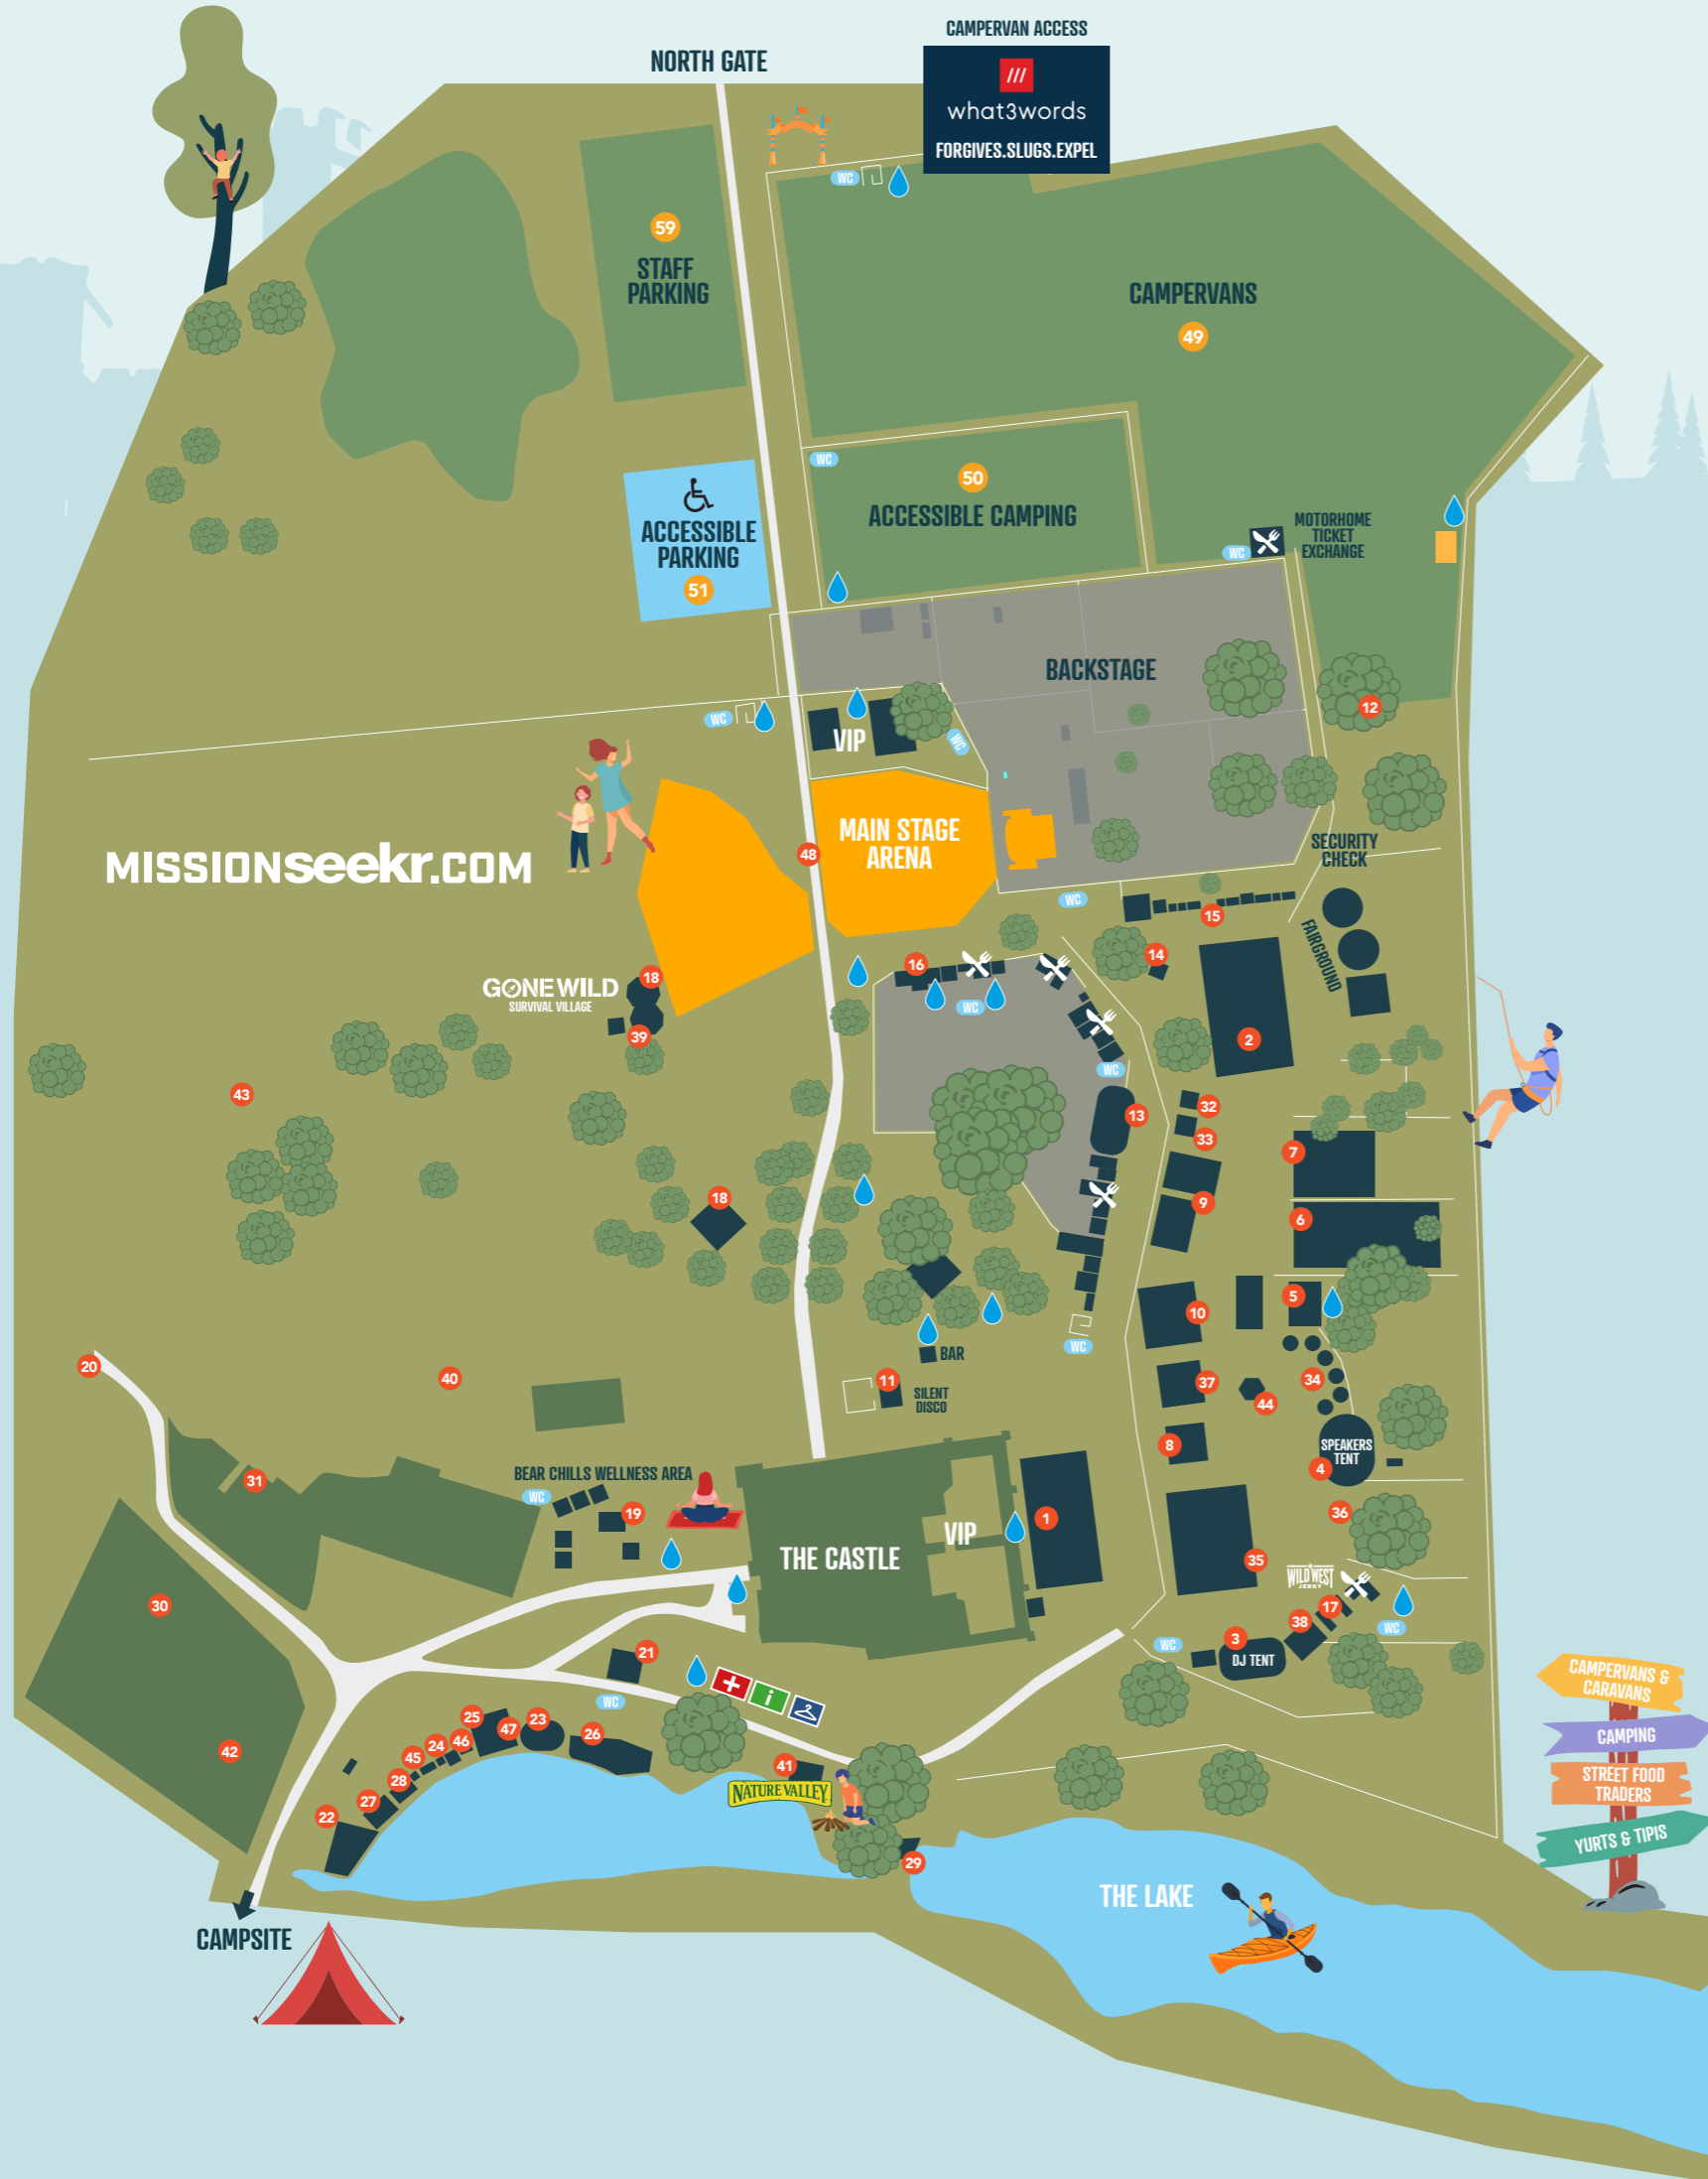 CAMPERVAN ACCESS
NORTH GATE
what3words
FORGIVES.SLUGS.EXPEL
WC
59
STAFF
PARKING
CAMPERVANS
49
WC
50
ACCESSIBLE CAMPING
ACCESSIBLE
PARKING
51
MOTORHOME
TICKET
EXCHANGE
WC
BACKSTAGE
12
WC
VIP
WC
MAIN STAGE
ARENA
48
SECURITY
CHECK
MISSIONSEEKR.COM
WC
15
FAIRGROUND
14
16
WC
18
GONE WILD
SURVIVAL VILLAGE
39
2
43
WC
13
32
33
7
18
9
6
10
5
WC
BAR
20
40
11
SILENT
DISCO
37
44
34
8
SPEAKERS
TENT
4
31
BEAR CHILLS WELLNESS AREA
WC
19
THE CASTLE
VIP
1
36
35
WILD WEST
JERKY
17
38
WC
30
3
WC
DJ TENT
21
WC
i
42
25
47
23
26
46
24
45
28
27
22
41
NATURE VALLEY
29
THE LAKE
CAMPSITE
CAMPERVANS &
CARAVANS
CAMPING
STREET FOOD
TRADERS
YURTS & TIPIS